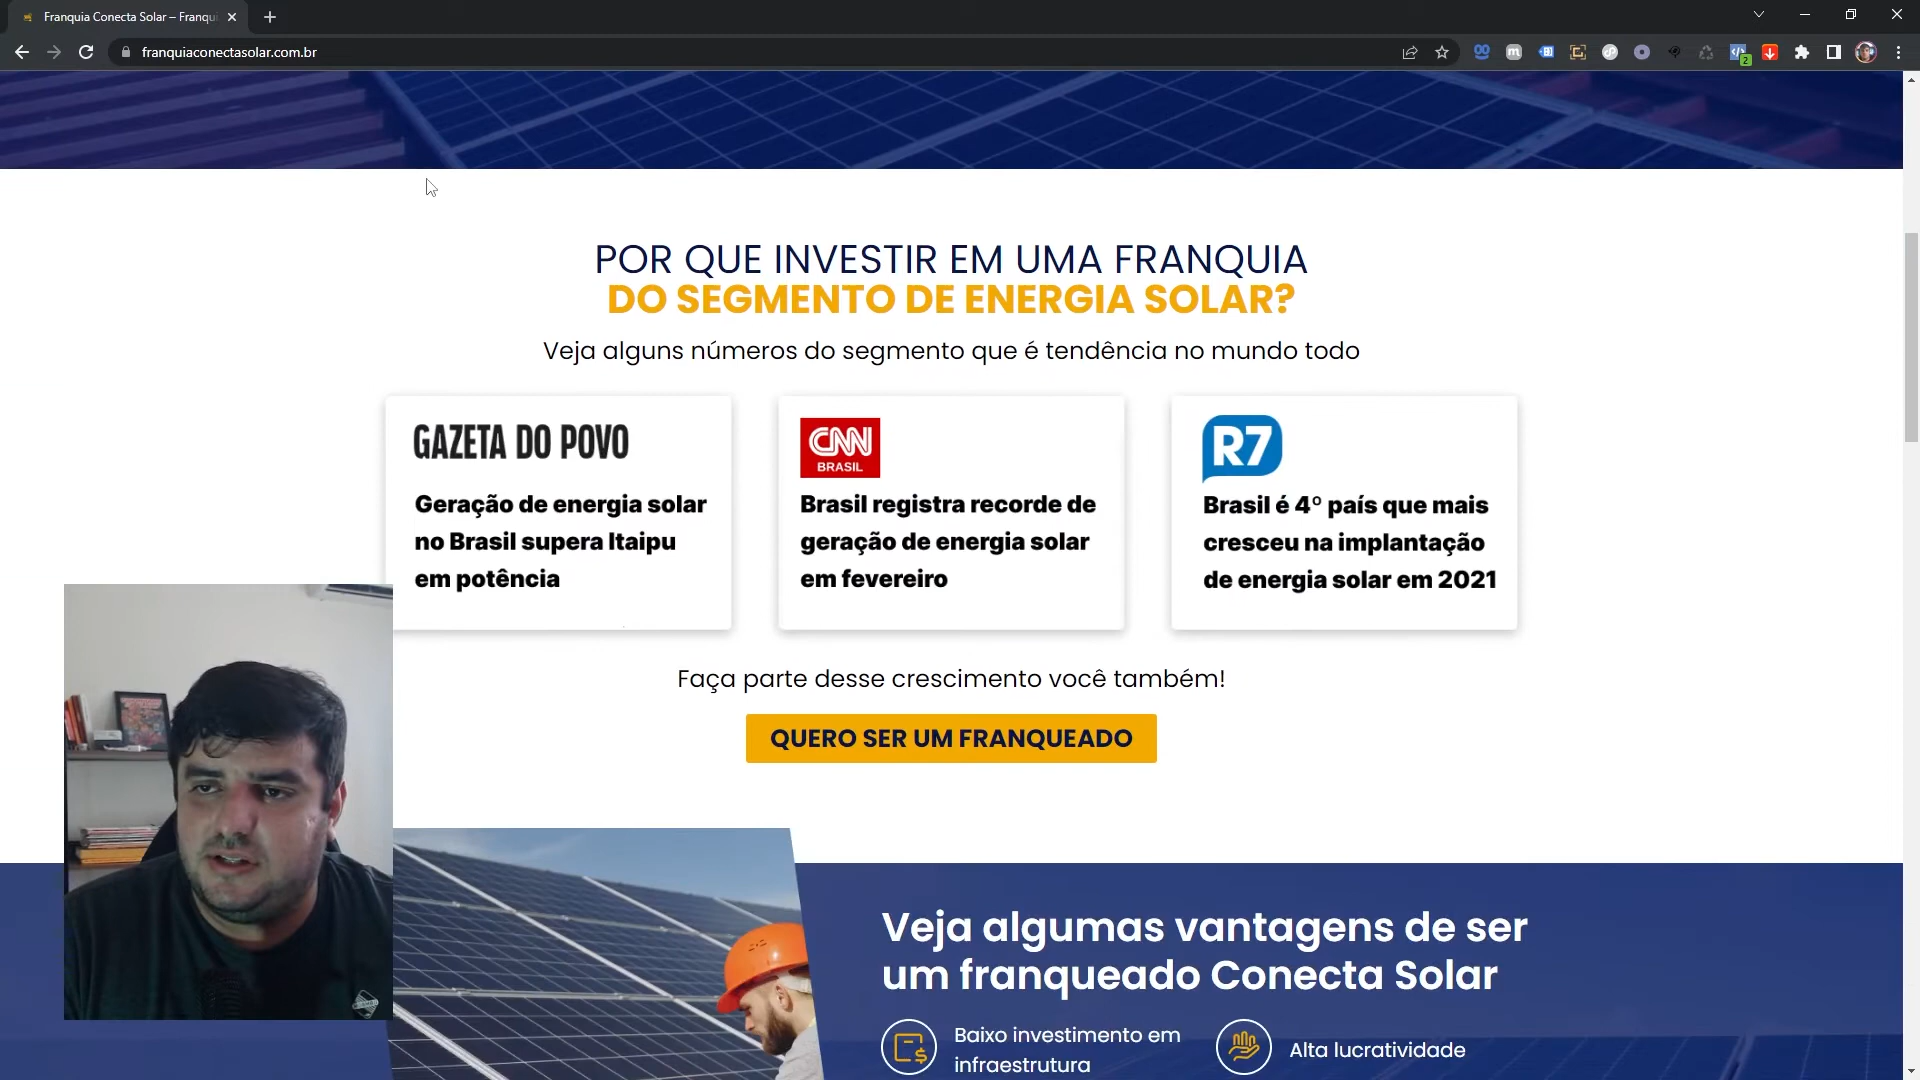 Franquia Conecta Solar – Franqui
franquiaconectasolar.com.br
2
POR QUE INVESTIR EM UMA FRANQUIA
DO SEGMENTO DE ENERGIA SOLAR?
Veja alguns números do segmento que é tendência no mundo todo
GAZETA DO POVO
Geração de energia solar
no Brasil supera Itaipu
em potência
CNN
BRASIL
Brasil registra recorde de
geração de energia solar
em fevereiro
R7
Brasil é 4º país que mais
cresceu na implantação
de energia solar em 2021
Faça parte desse crescimento você também!
QUERO SER UM FRANQUEADO
Veja algumas vantagens de ser
um franqueado Conecta Solar
Baixo investimento em
infraestrutura
Alta lucratividade